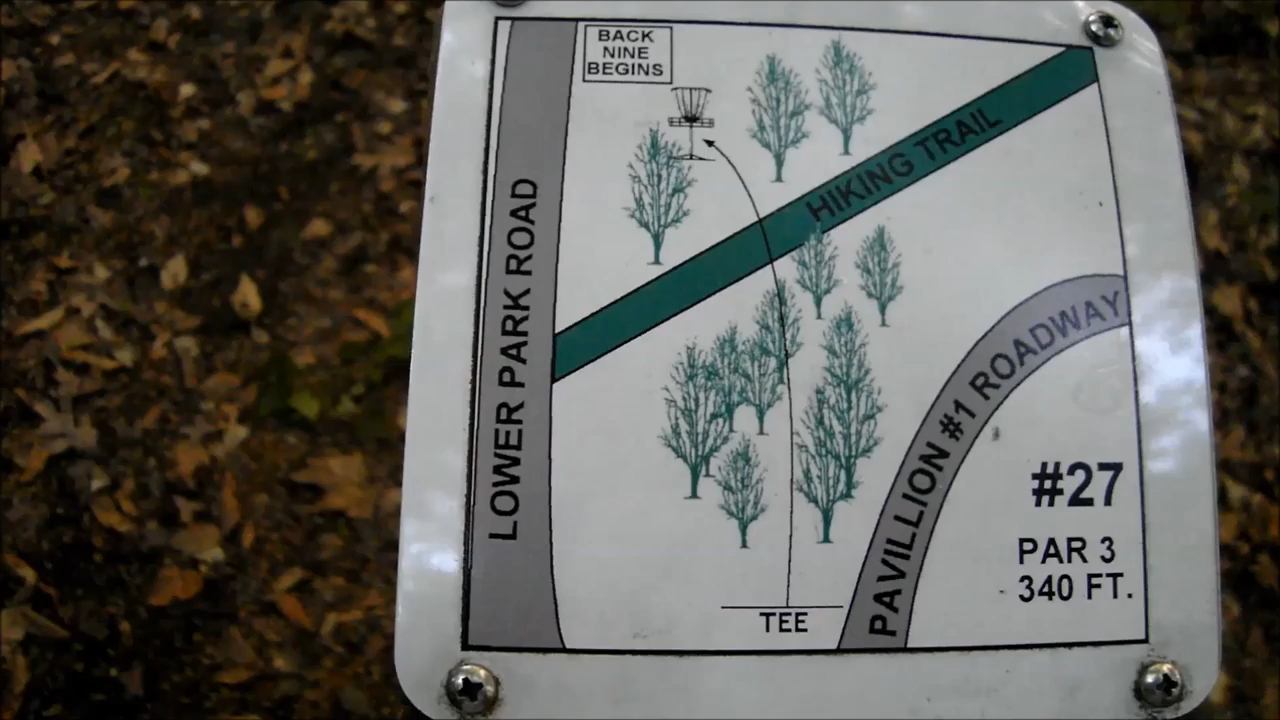 BACK
NINE
BEGINS
HIKING TRAIL
LOWER PARK ROAD
PAVILLION #1 ROADWAY
#27
PAR 3
340 FT.
TEE